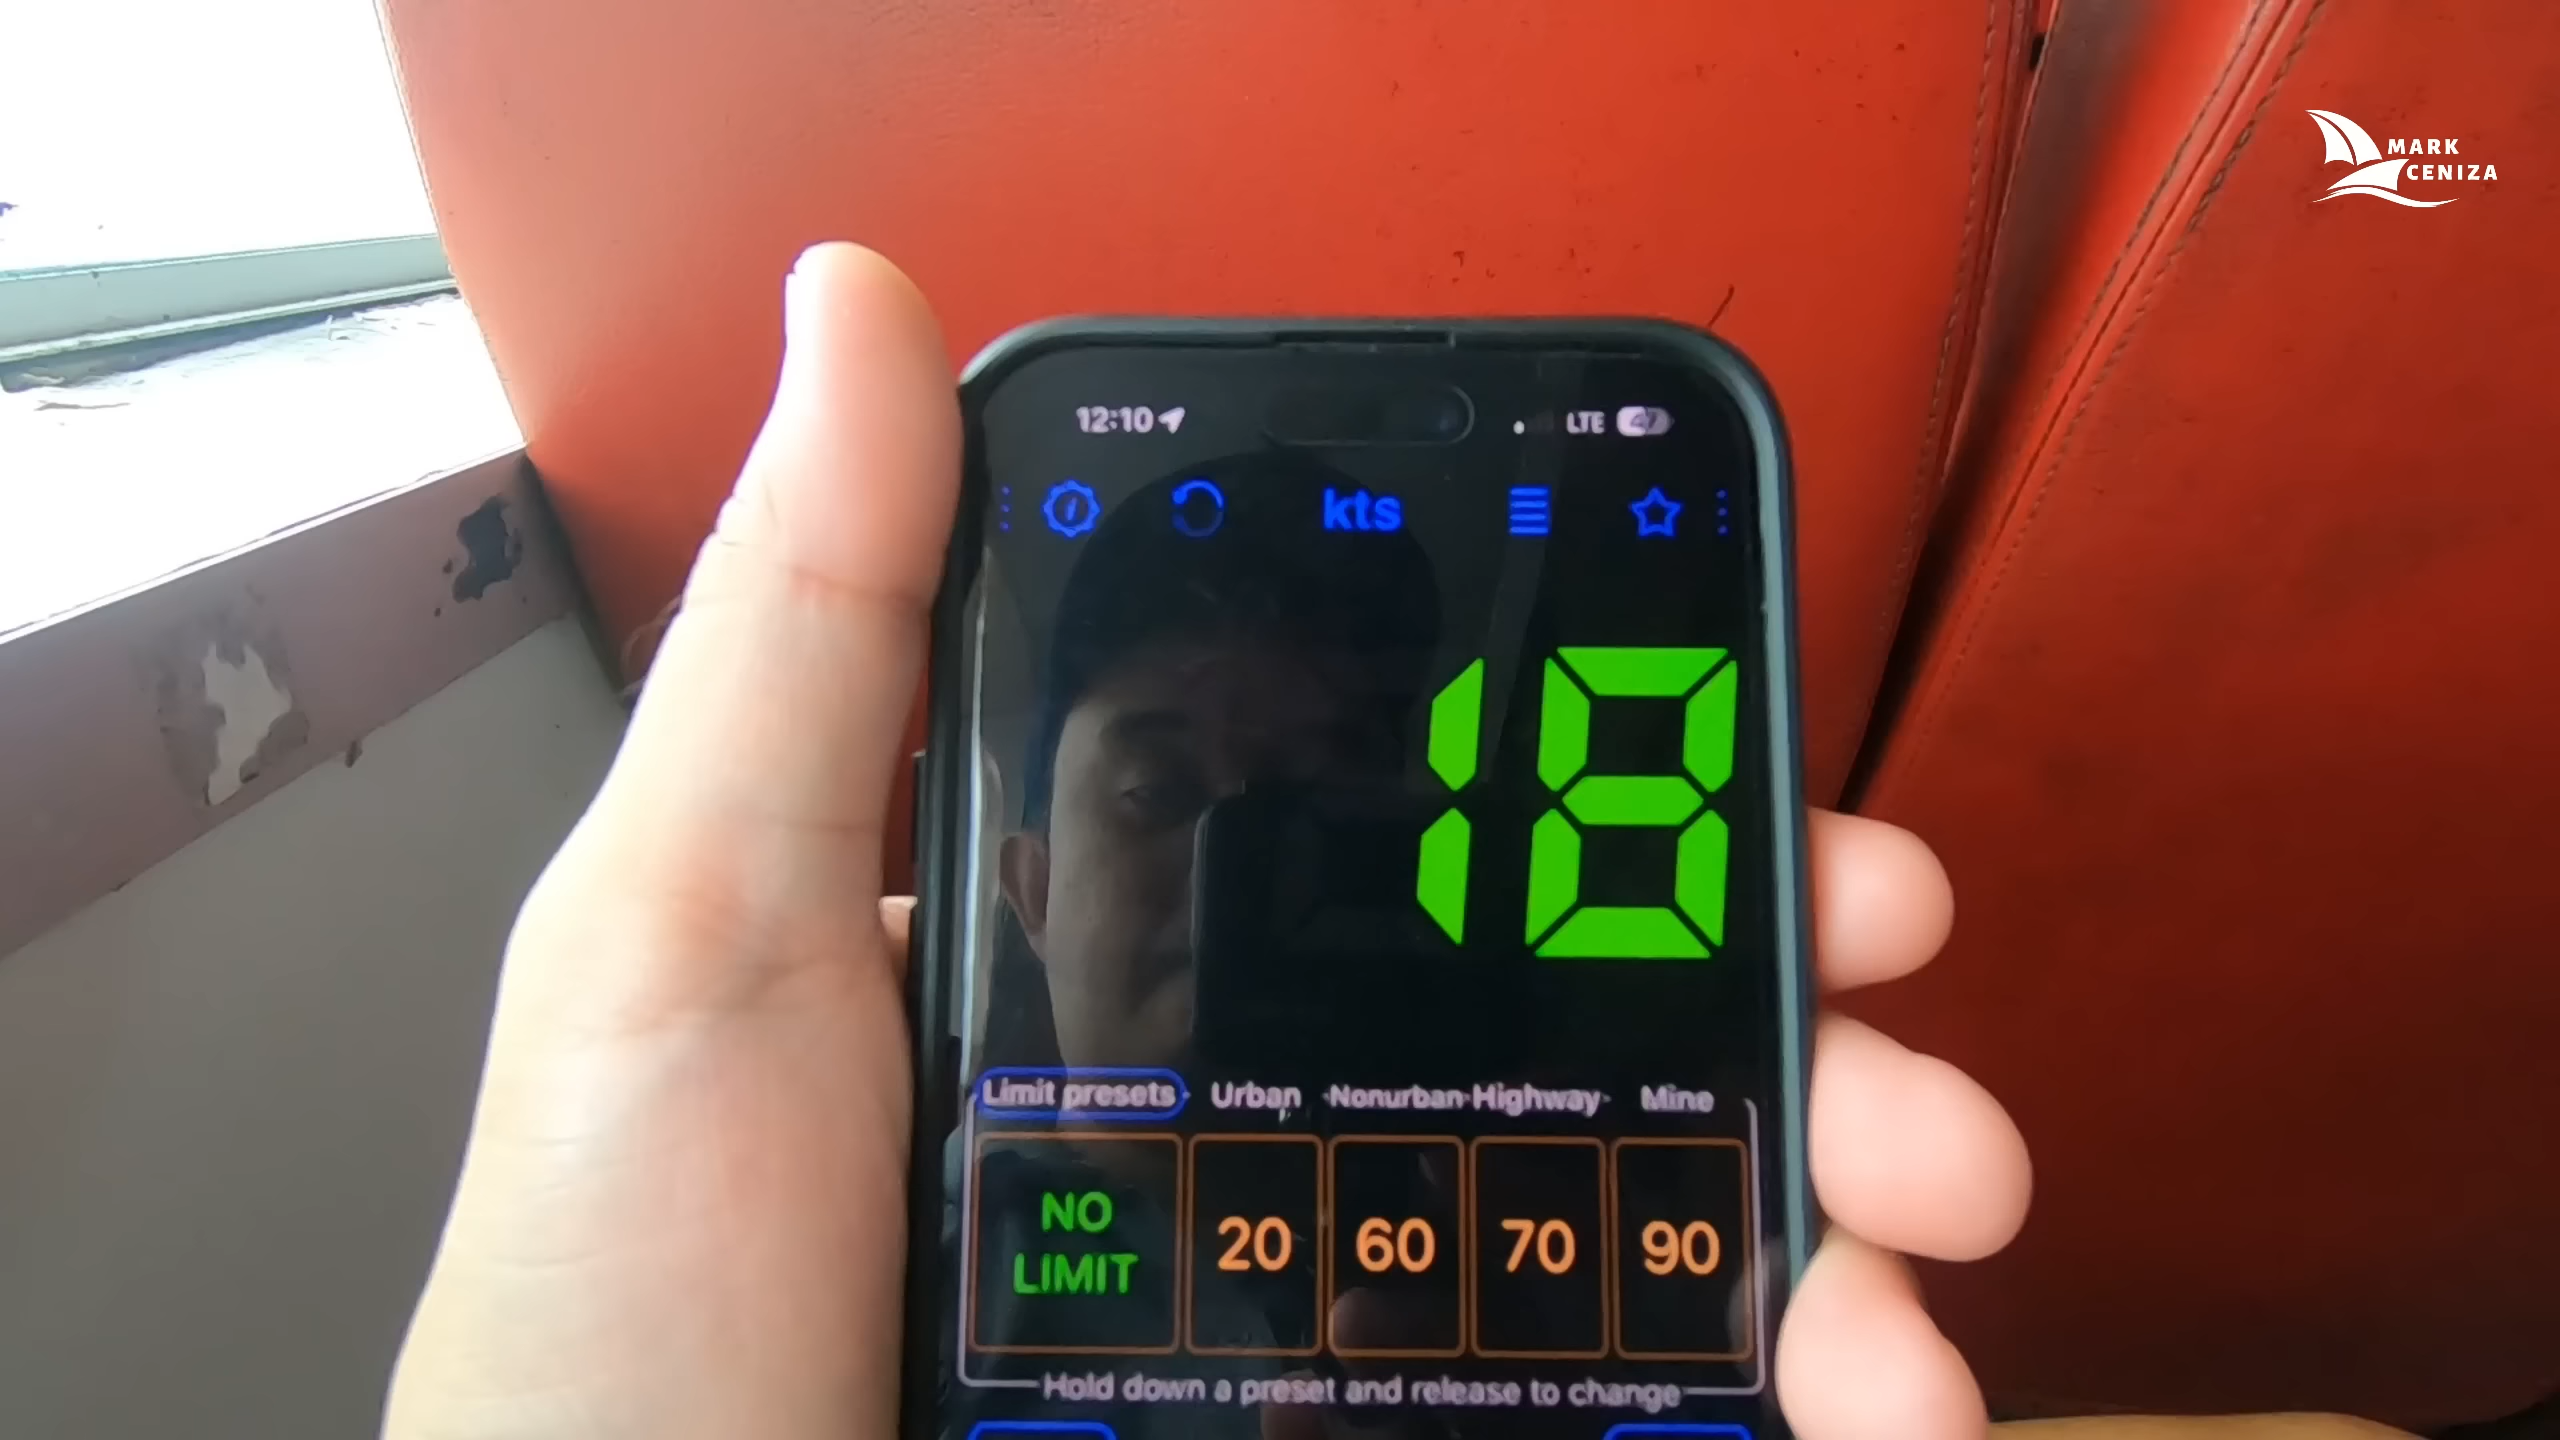 MARK
CENIZA
12:10 LTE 47
kts
18
Limit presets Urban Nonurban Highway Mine
NO LIMIT 20 60 70 90
Hold down a preset and release to change